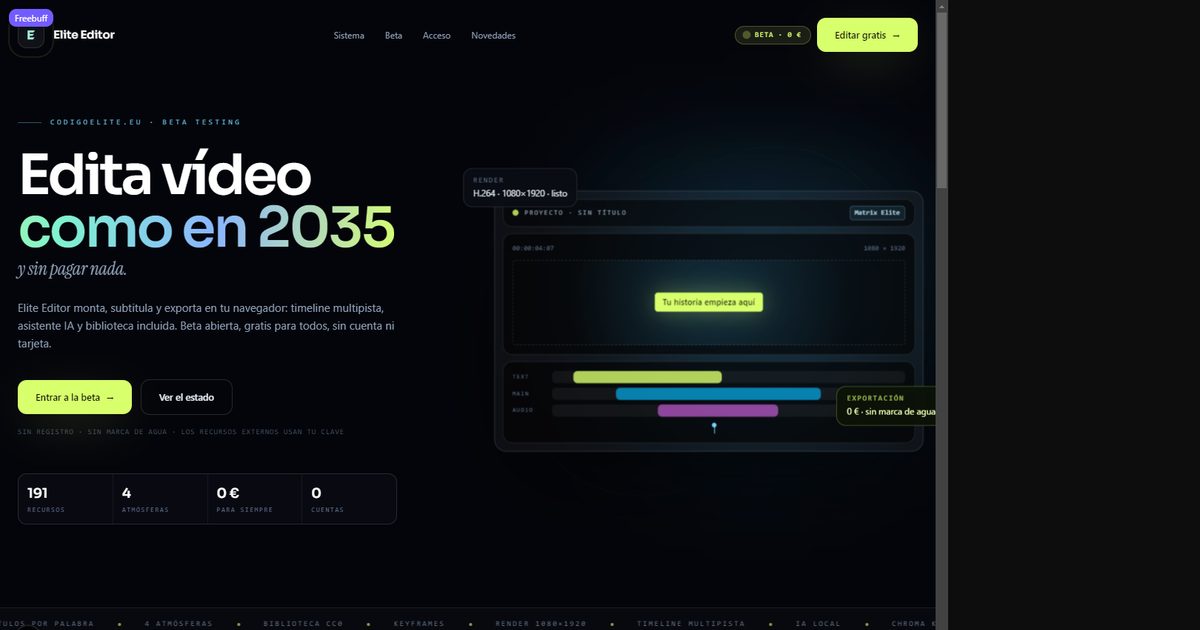 Freebuff
E
Elite Editor
Sistema
Beta
Acceso
Novedades
BETA · 0 €
Editar gratis →
CODIGOELITE.EU · BETA TESTING
Edita vídeo
como en 2035
y sin pagar nada.
Elite Editor monta, subtitula y exporta en tu navegador: timeline multipista,
asistente IA y biblioteca incluida. Beta abierta, gratis para todos, sin cuenta ni
tarjeta.
Entrar a la beta →
Ver el estado
SIN REGISTRO · SIN MARCA DE AGUA · LOS RECURSOS EXTERNOS USAN TU CLAVE
191
RECURSOS
4
ATMÓSFERAS
0 €
PARA SIEMPRE
0
CUENTAS
RENDER
H.264 · 1080×1920 · listo
PROYECTO · SIN TÍTULO
Matrix Elite
00:00:04:07
1080 × 1920
Tu historia empieza aquí
TEXT
MAIN
AUDIO
EXPORTACIÓN
0 € · sin marca de agua
TULOS POR PALABRA • 4 ATMÓSFERAS • BIBLIOTECA CC0 • KEYFRAMES • RENDER 1080×1920 • TIMELINE MULTIPISTA • IA LOCAL • CHROMA K